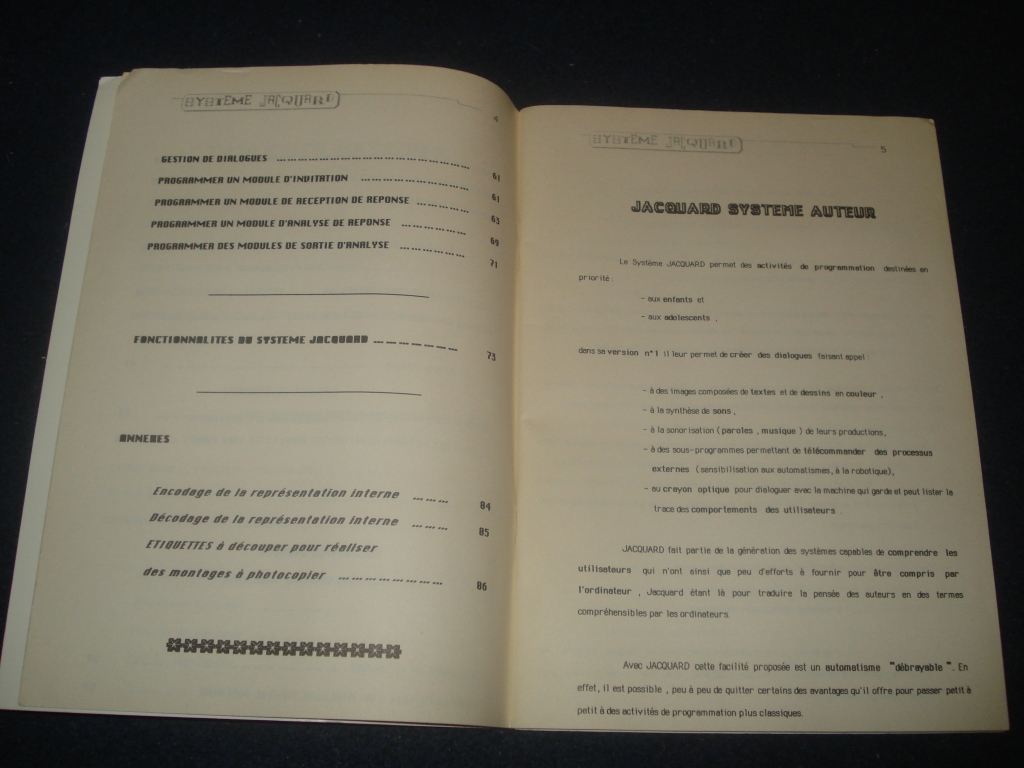 SYSTEME JACQUARD
4
GESTION DE DIALOGUES ........................................ 61
PROGRAMMER UN MODULE D'INVITATION ...................... 61
PROGRAMMER UN MODULE DE RECEPTION DE REPONSE ............ 63
PROGRAMMER UN MODULE D'ANALYSE DE REPONSE .............. 69
PROGRAMMER DES MODULES DE SORTIE D'ANALYSE .............. 71
FONCTIONNALITES DU SYSTEME JACQUARD .................. 73
ANNEXES
Encodage de la représentation interne ......... 84
Décodage de la représentation interne ......... 85
ETIQUETTES à découper pour réaliser
des montages à photocopier ........................ 86
SYSTEME JACQUARD
5
JACQUARD SYSTEME AUTEUR
Le Système JACQUARD permet des activités de programmation destinées en
priorité :
- aux enfants et
- aux adolescents .
dans sa version n°1 il leur permet de créer des dialogues faisant appel :
- à des images composées de textes et de dessins en couleur ,
- à la synthèse de sons ,
- à la sonorisation ( paroles , musique ) de leurs productions,
- à des sous-programmes permettant de télécommander des processus
externes (sensibilisation aux automatismes, à la robotique),
- au crayon optique pour dialoguer avec la machine qui garde et peut lister la
trace des comportements des utilisateurs .
JACQUARD fait partie de la génération des systèmes capables de comprendre les
utilisateurs qui n'ont ainsi que peu d'efforts à fournir pour être compris par
l'ordinateur , Jacquard étant là pour traduire la pensée des auteurs en des termes
compréhensibles par les ordinateurs.
Avec JACQUARD cette facilité proposée est un automatisme "débrayable ". En
effet, il est possible , peu à peu de quitter certains des avantages qu'il offre pour passer petit à
petit à des activités de programmation plus classiques.